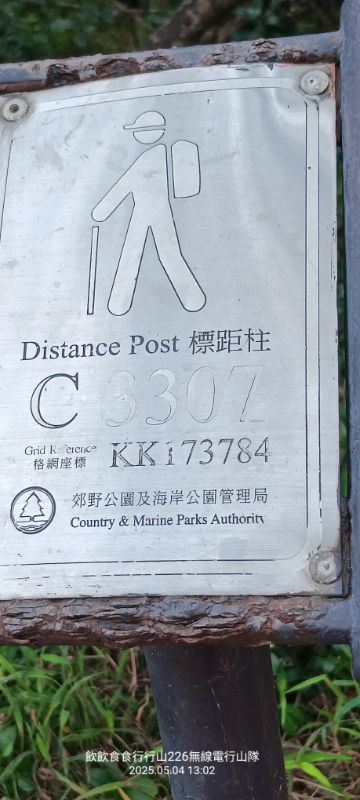 Distance Post 標距柱
C 3307
Grid Reference
格網座標
KK173784
郊野公園及海岸公園管理局
Country & Marine Parks Authority
飲飲食食行行山226無線電行山隊
2025.05.04 13:02